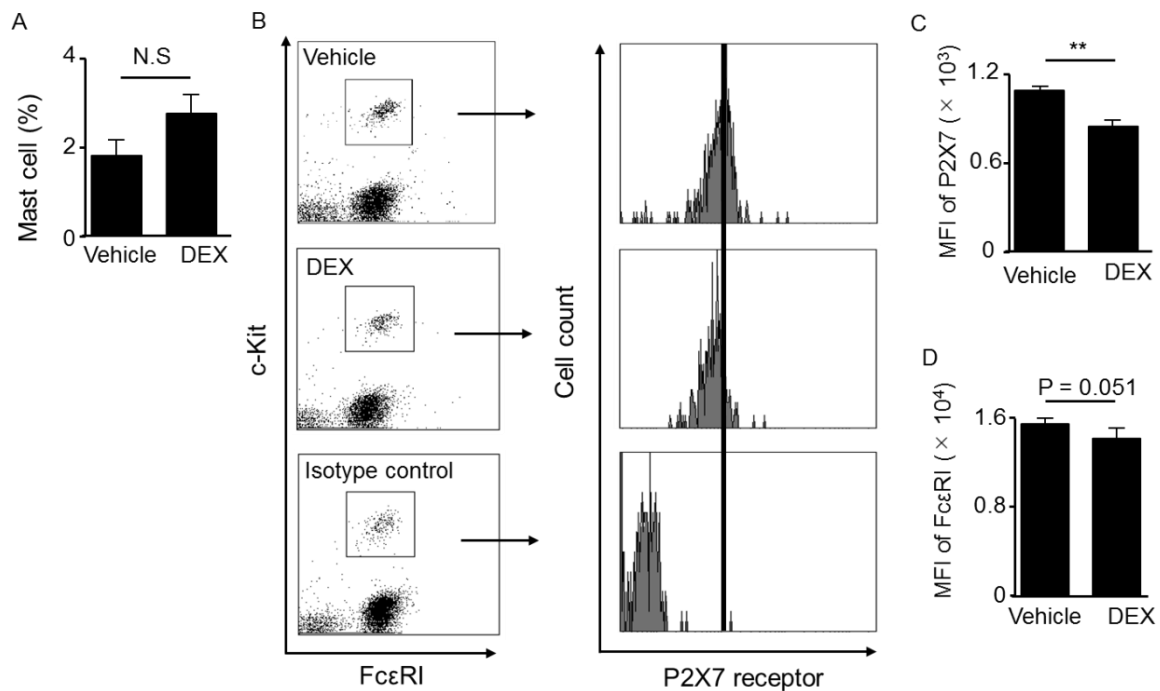 A
4
2
0
Mast cell (%)
N.S
Vehicle DEX
B
c-Kit
Vehicle
DEX
Isotype control
FcεRI
Cell count
P2X7 receptor
C
**
1.2
0.6
0
MFI of P2X7 (× 10³)
Vehicle DEX
D
P = 0.051
1.6
0.8
0
MFI of FcεRI (× 10⁴)
Vehicle DEX